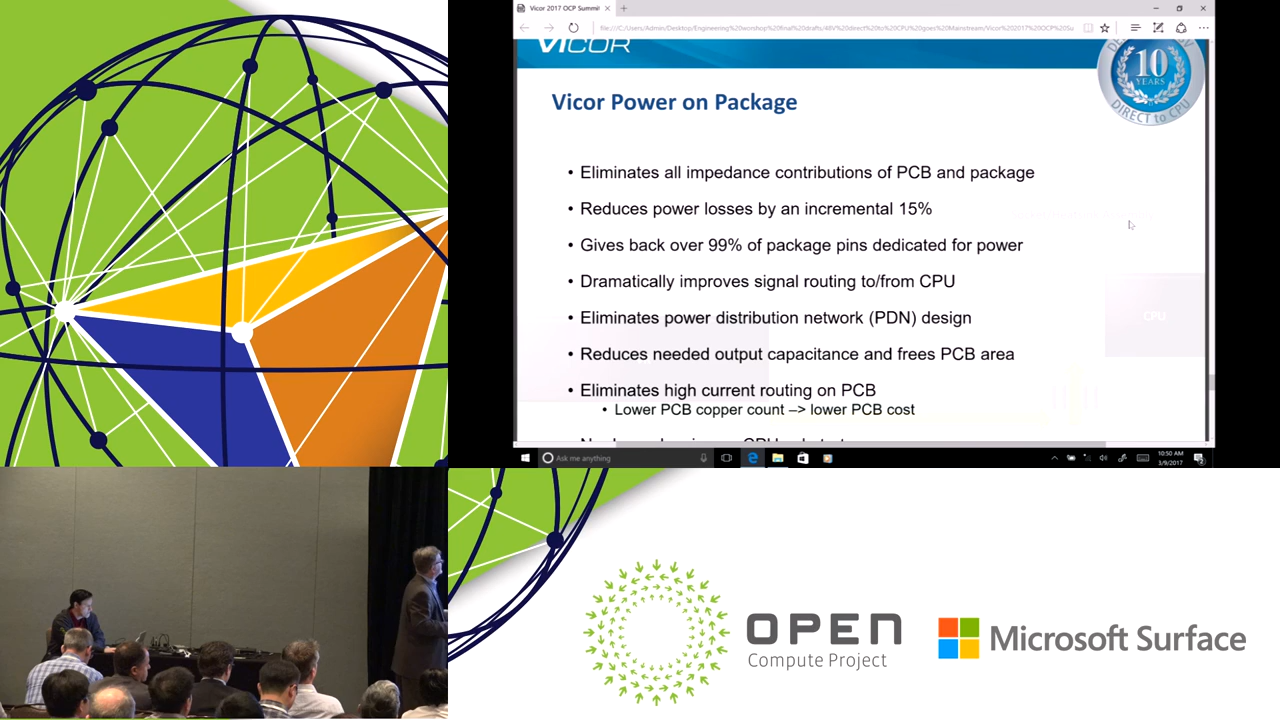 Vicor 2017 OCP Summit
VICOR
10
YEARS
DIRECT to CPU
Vicor Power on Package
• Eliminates all impedance contributions of PCB and package
• Reduces power losses by an incremental 15%
• Gives back over 99% of package pins dedicated for power
• Dramatically improves signal routing to/from CPU
• Eliminates power distribution network (PDN) design
• Reduces needed output capacitance and frees PCB area
• Eliminates high current routing on PCB
• Lower PCB copper count –> lower PCB cost
CPU
Ask me anything
10:50 AM
3/9/2017
OPEN
Compute Project
Microsoft Surface